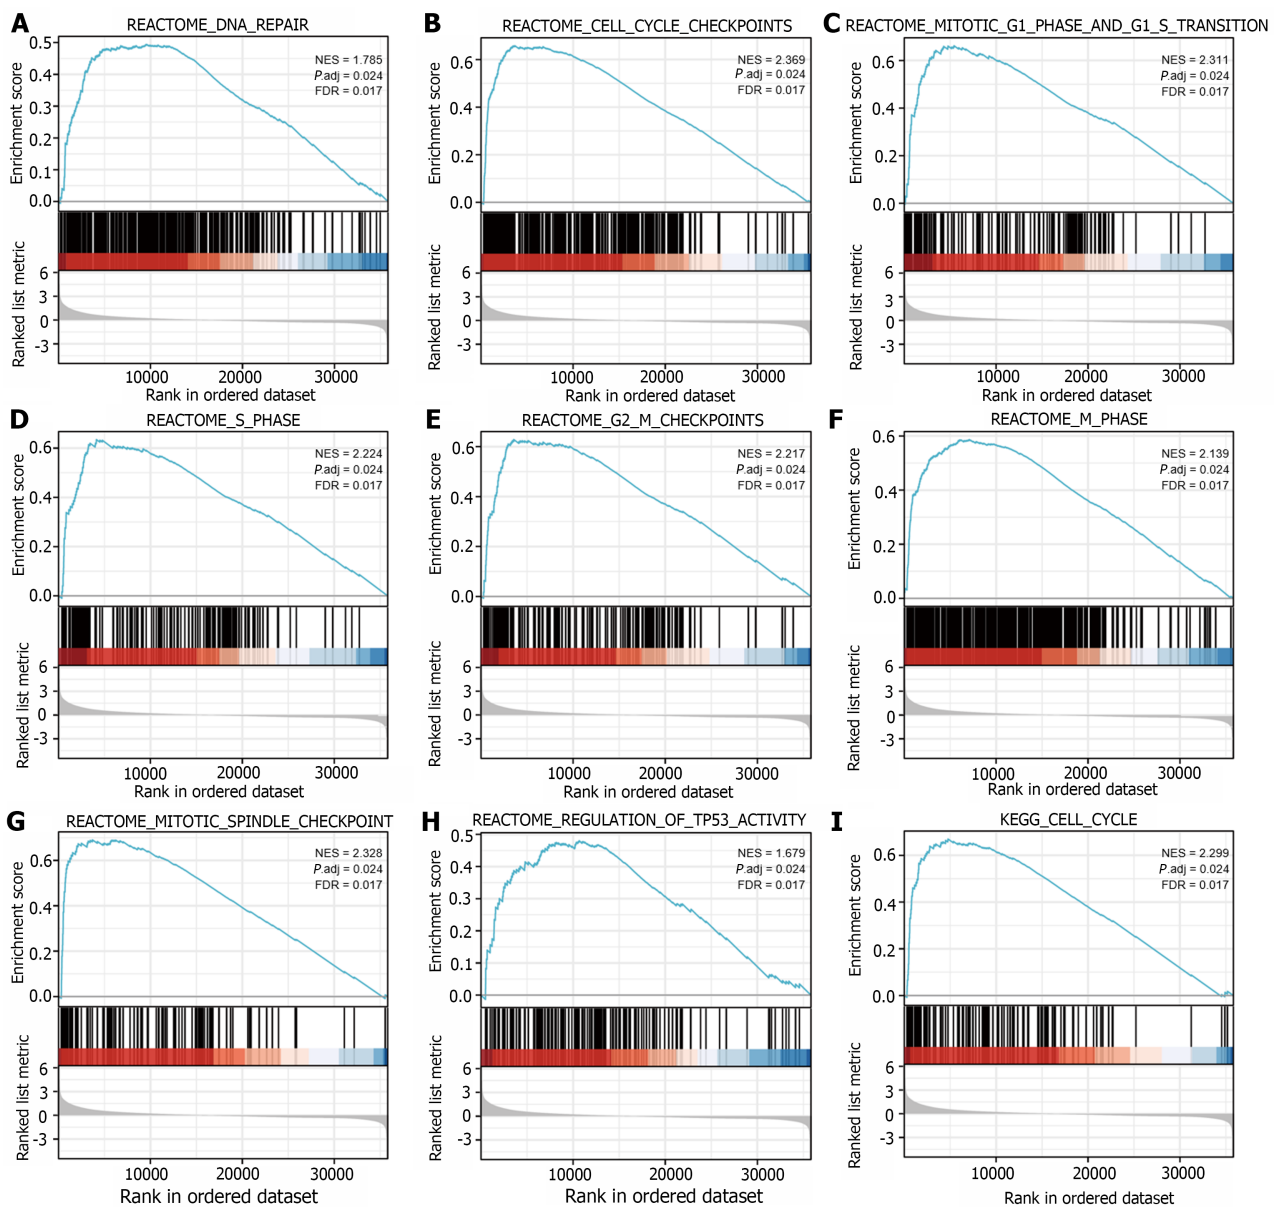 A REACTOME_DNA_REPAIR
NES = 1.785
P.adj = 0.024
FDR = 0.017
Enrichment score
0.5
0.4
0.3
0.2
0.1
0.0
Ranked list metric
6
3
0
-3
10000 20000 30000
Rank in ordered dataset
B REACTOME_CELL_CYCLE_CHECKPOINTS
NES = 2.369
P.adj = 0.024
FDR = 0.017
Enrichment score
0.6
0.4
0.2
0.0
Ranked list metric
6
3
0
-3
10000 20000 30000
Rank in ordered dataset
C REACTOME_MITOTIC_G1_PHASE_AND_G1_S_TRANSITION
NES = 2.311
P.adj = 0.024
FDR = 0.017
Enrichment score
0.6
0.4
0.2
0.0
Ranked list metric
6
3
0
-3
10000 20000 30000
Rank in ordered dataset
D REACTOME_S_PHASE
NES = 2.224
P.adj = 0.024
FDR = 0.017
Enrichment score
0.6
0.4
0.2
0.0
Ranked list metric
6
3
0
-3
10000 20000 30000
Rank in ordered dataset
E REACTOME_G2_M_CHECKPOINTS
NES = 2.217
P.adj = 0.024
FDR = 0.017
Enrichment score
0.6
0.4
0.2
0.0
Ranked list metric
6
3
0
-3
10000 20000 30000
Rank in ordered dataset
F REACTOME_M_PHASE
NES = 2.139
P.adj = 0.024
FDR = 0.017
Enrichment score
0.6
0.4
0.2
0.0
Ranked list metric
6
3
0
-3
10000 20000 30000
Rank in ordered dataset
G REACTOME_MITOTIC_SPINDLE_CHECKPOINT
NES = 2.328
P.adj = 0.024
FDR = 0.017
Enrichment score
0.6
0.4
0.2
0.0
Ranked list metric
6
3
0
-3
10000 20000 30000
Rank in ordered dataset
H REACTOME_REGULATION_OF_TP53_ACTIVITY
NES = 1.679
P.adj = 0.024
FDR = 0.017
Enrichment score
0.5
0.4
0.3
0.2
0.1
0.0
Ranked list metric
6
3
0
-3
10000 20000 30000
Rank in ordered dataset
I KEGG_CELL_CYCLE
NES = 2.299
P.adj = 0.024
FDR = 0.017
Enrichment score
0.6
0.4
0.2
0.0
Ranked list metric
6
3
0
-3
10000 20000 30000
Rank in ordered dataset